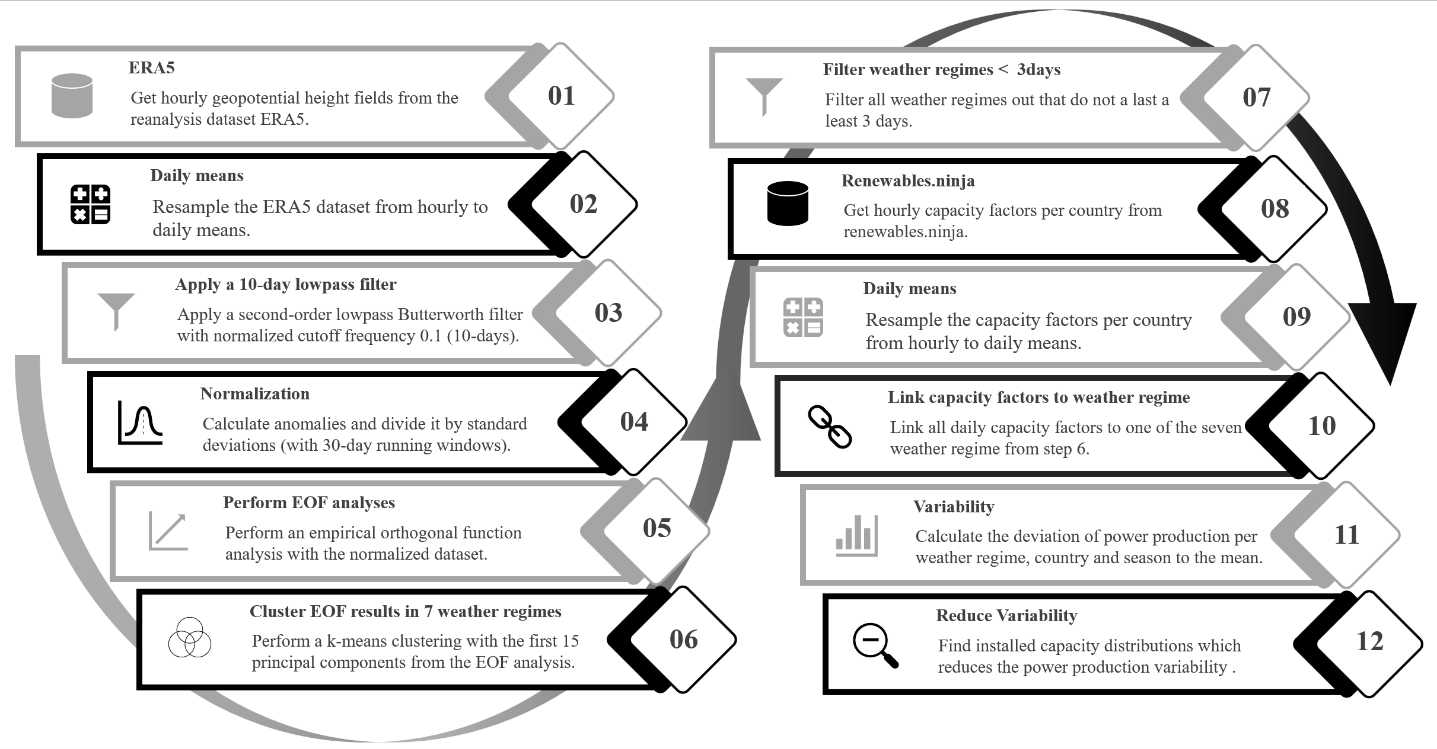 01
ERA5
Get hourly geopotential height fields from the
reanalysis dataset ERA5.
02
Daily means
Resample the ERA5 dataset from hourly to
daily means.
03
Apply a 10-day lowpass filter
Apply a second-order lowpass Butterworth filter
with normalized cutoff frequency 0.1 (10-days).
04
Normalization
Calculate anomalies and divide it by standard
deviations (with 30-day running windows).
05
Perform EOF analyses
Perform an empirical orthogonal function
analysis with the normalized dataset.
06
Cluster EOF results in 7 weather regimes
Perform a k-means clustering with the first 15
principal components from the EOF analysis.
07
Filter weather regimes < 3days
Filter all weather regimes out that do not a last a
least 3 days.
08
Renewables.ninja
Get hourly capacity factors per country from
renewables.ninja.
09
Daily means
Resample the capacity factors per country
from hourly to daily means.
10
Link capacity factors to weather regime
Link all daily capacity factors to one of the seven
weather regime from step 6.
11
Variability
Calculate the deviation of power production per
weather regime, country and season to the mean.
12
Reduce Variability
Find installed capacity distributions which
reduces the power production variability .